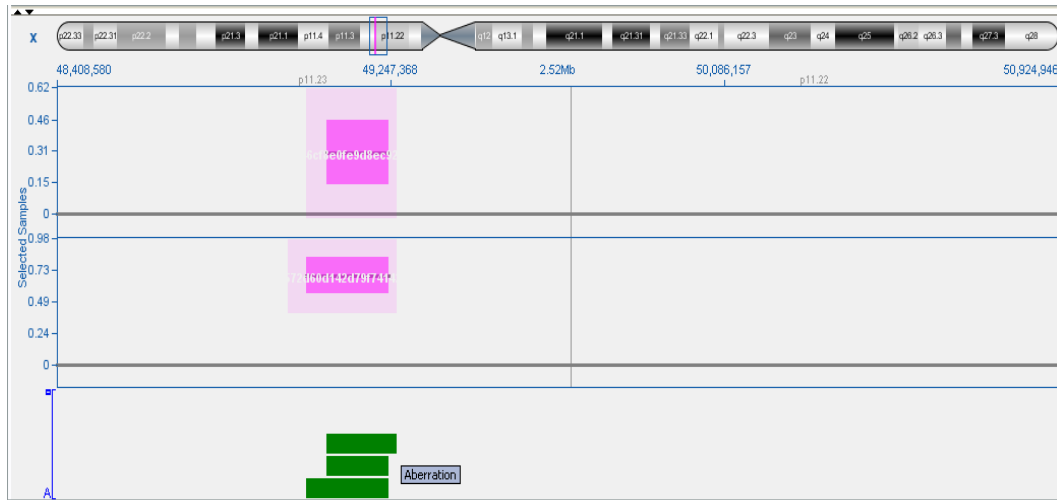 X
p22.33 p22.31 p22.2 p21.3 p21.1 p11.4 p11.3 p11.22 q12 q13.1 q21.1 q21.31 q21.33 q22.1 q22.3 q23 q24 q25 q26.2 q26.3 q27.3 q28
48,408,580 49,247,368 2.52Mb 50,086,157 50,924,946
p11.23 p11.22
0.62
0.46
0.31
0.15
0
Selected Samples
0.98
0.73
0.49
0.24
0
Aberration
A